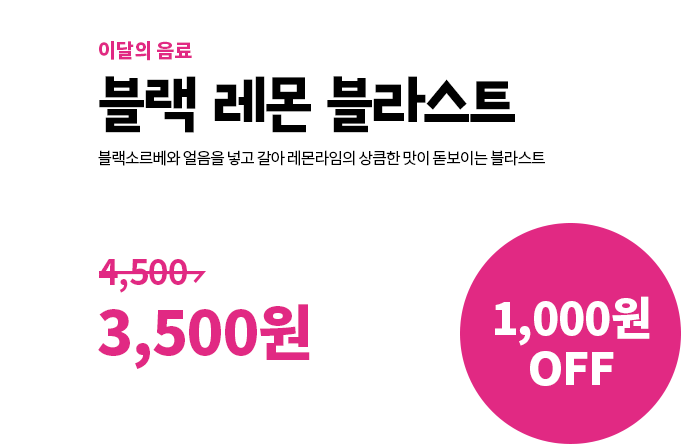 이달의 음료
블랙 레몬 블라스트
블랙소르베와 얼음을 넣고 갈아 레몬라임의 상큼한 맛이 돋보이는 블라스트
4,500
3,500원
1,000원
OFF